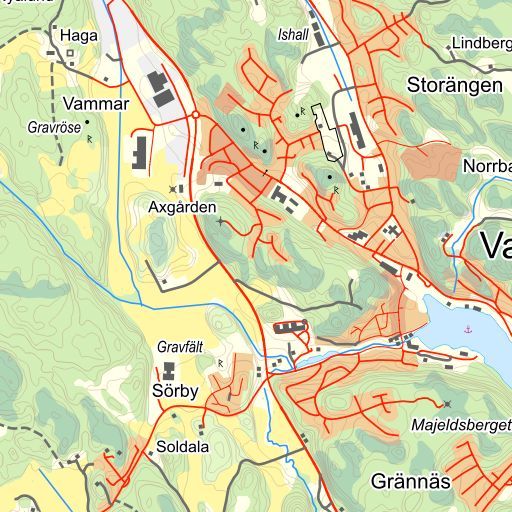 Haga
Ishall
Lindberg
Storängen
Vammar
Gravröse
R
R
R
Norrba
R
Axgården
Va
Gravfält
Sörby
Majeldsberget
Soldala
Grännäs